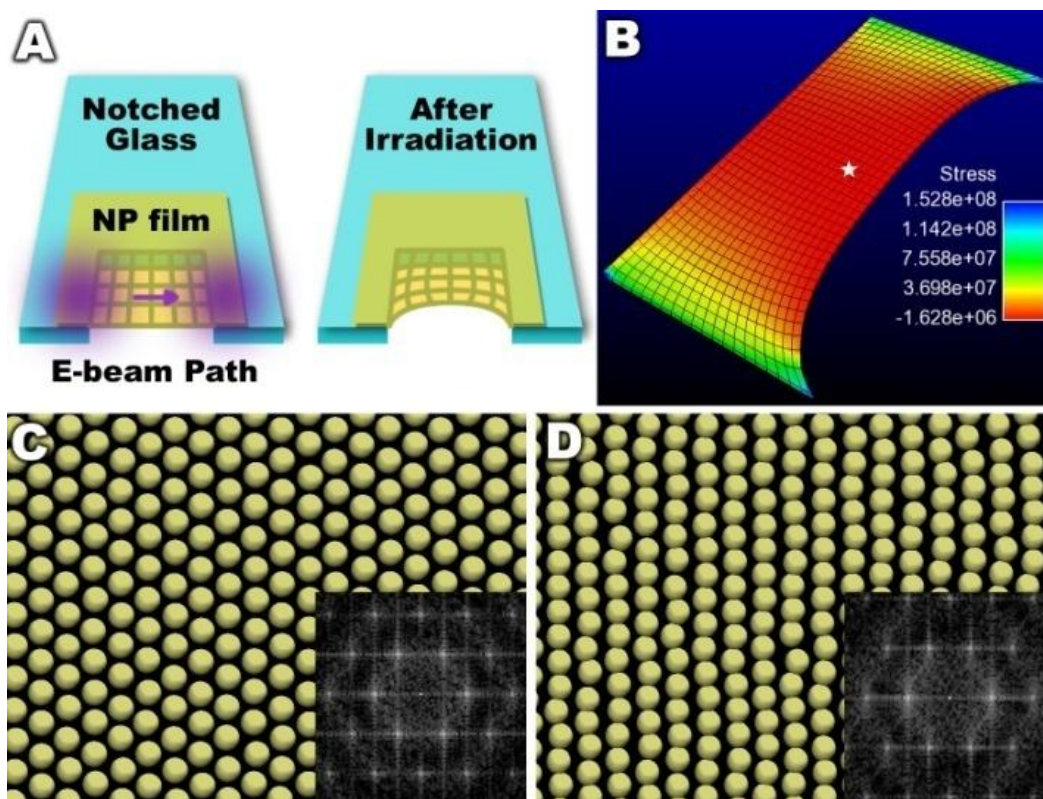 A
Notched
Glass
NP film
E-beam Path
After
Irradiation
B
Stress
1.528e+08
1.142e+08
7.558e+07
3.698e+07
-1.628e+06
C
D